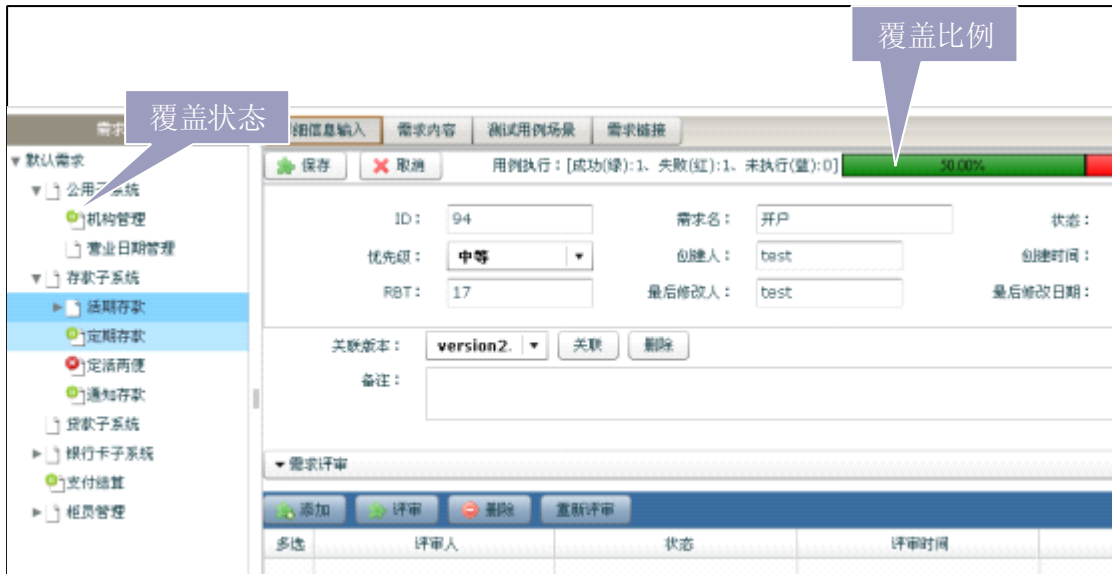 覆盖比例
覆盖状态
需求
细信息输入 需求内容 测试用例场景 需求链接
默认需求
保存 取消 用例执行：[成功(绿):1、失败(红):1、未执行(蓝):0] 50.00%
公用子系统
机构管理
营业日期管理
存款子系统
活期存款
定期存款
定活两便
通知存款
贷款子系统
银行卡子系统
支付结算
柜员管理
ID： 94 需求名： 开户 状态：
优先级： 中等 创建人： test 创建时间：
RBT： 17 最后修改人： test 最后修改日期：
关联版本： version2. 关联 删除
备注：
需求评审
添加 评审 删除 重新评审
多选 评审人 状态 评审时间